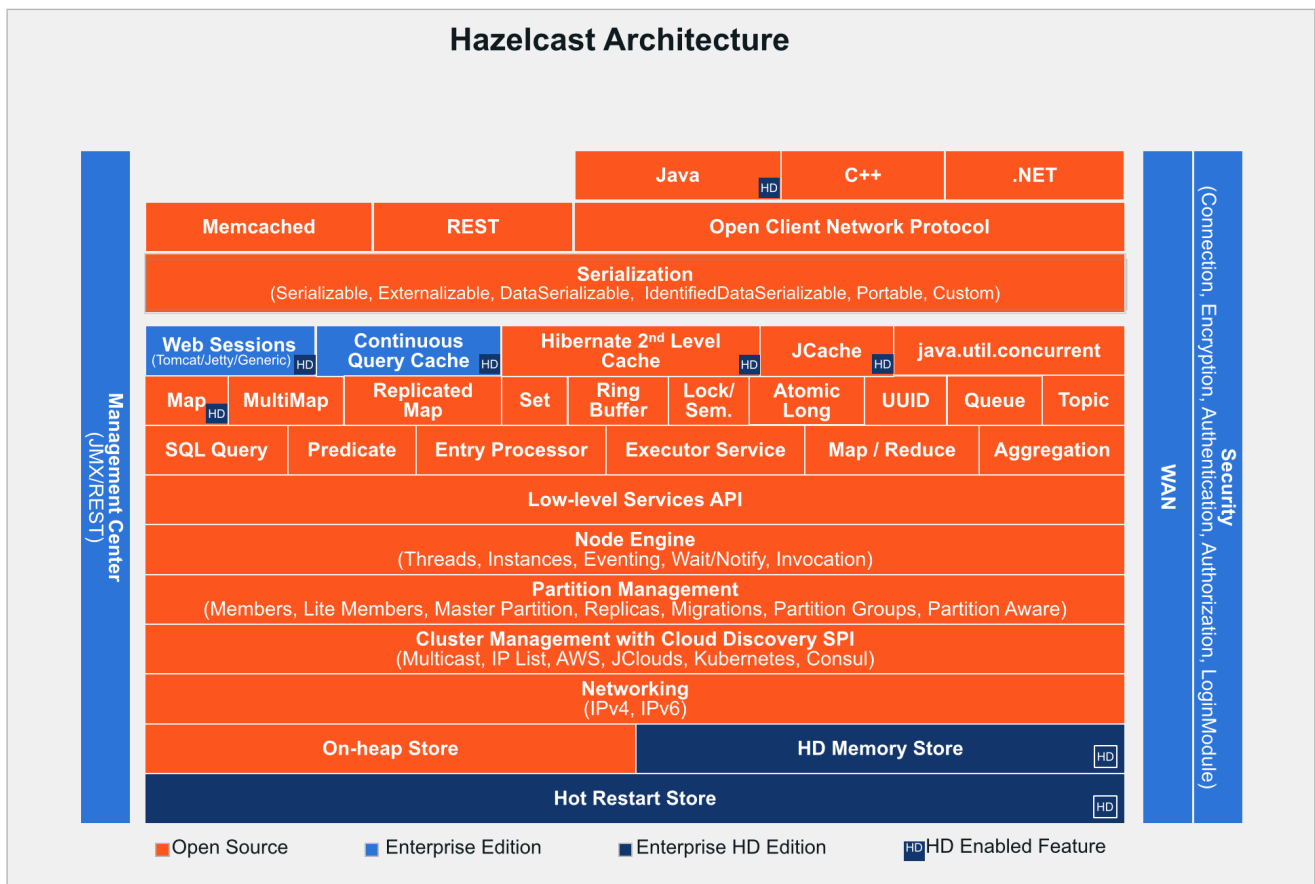 Hazelcast Architecture
Java
HD
C++
.NET
Memcached
REST
Open Client Network Protocol
Serialization
(Serializable, Externalizable, DataSerializable, IdentifiedDataSerializable, Portable, Custom)
Web Sessions
(Tomcat/Jetty/Generic)
HD
Continuous
Query Cache
HD
Hibernate 2nd Level
Cache
HD
JCache
HD
java.util.concurrent
Map
HD
MultiMap
Replicated
Map
Set
Ring
Buffer
Lock/
Sem.
Atomic
Long
UUID
Queue
Topic
SQL Query
Predicate
Entry Processor
Executor Service
Map / Reduce
Aggregation
Low-level Services API
Node Engine
(Threads, Instances, Eventing, Wait/Notify, Invocation)
Partition Management
(Members, Lite Members, Master Partition, Replicas, Migrations, Partition Groups, Partition Aware)
Cluster Management with Cloud Discovery SPI
(Multicast, IP List, AWS, JClouds, Kubernetes, Consul)
Networking
(IPv4, IPv6)
On-heap Store
HD Memory Store
HD
Hot Restart Store
HD
Management Center
(JMX/REST)
WAN
Security
(Connection, Encryption, Authentication, Authorization, LoginModule)
Open Source
Enterprise Edition
Enterprise HD Edition
HD
HD Enabled Feature